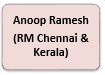 Anoop Ramesh
(RM Chennai &
Kerala)